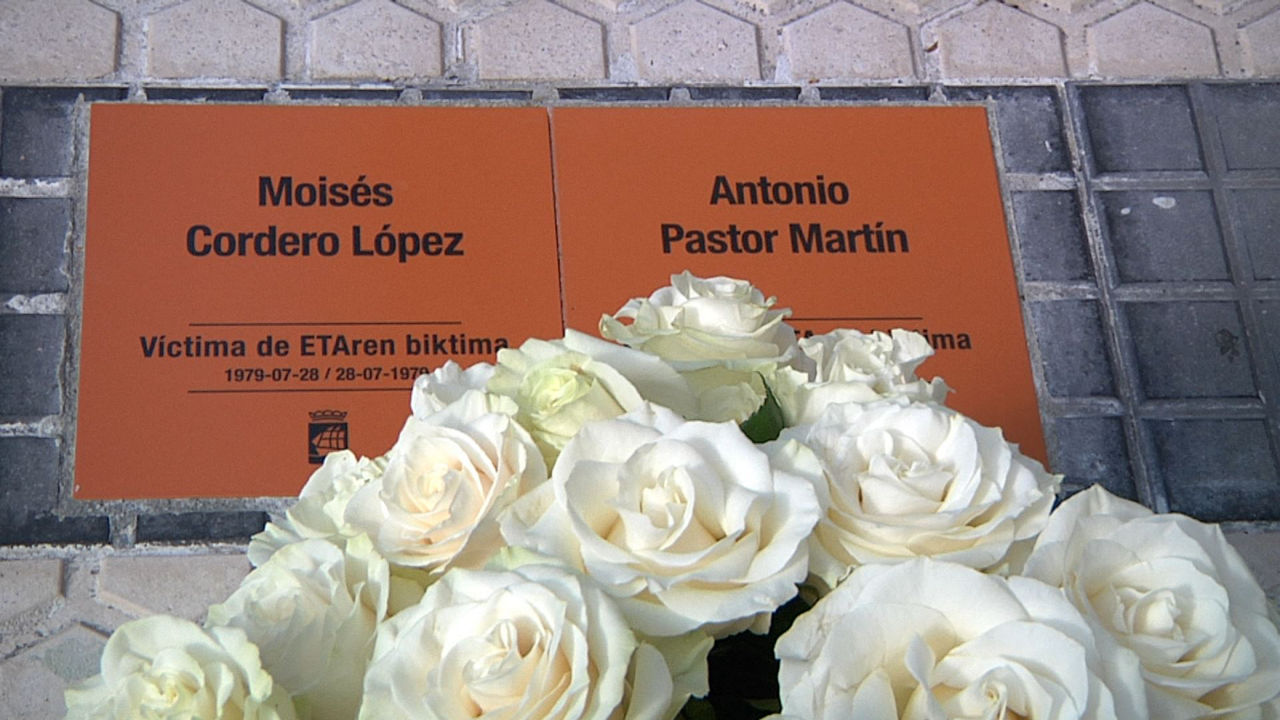 Moisés
Cordero López
Víctima de ETAren biktima
1979-07-28 / 28-07-1979
Antonio
Pastor Martín